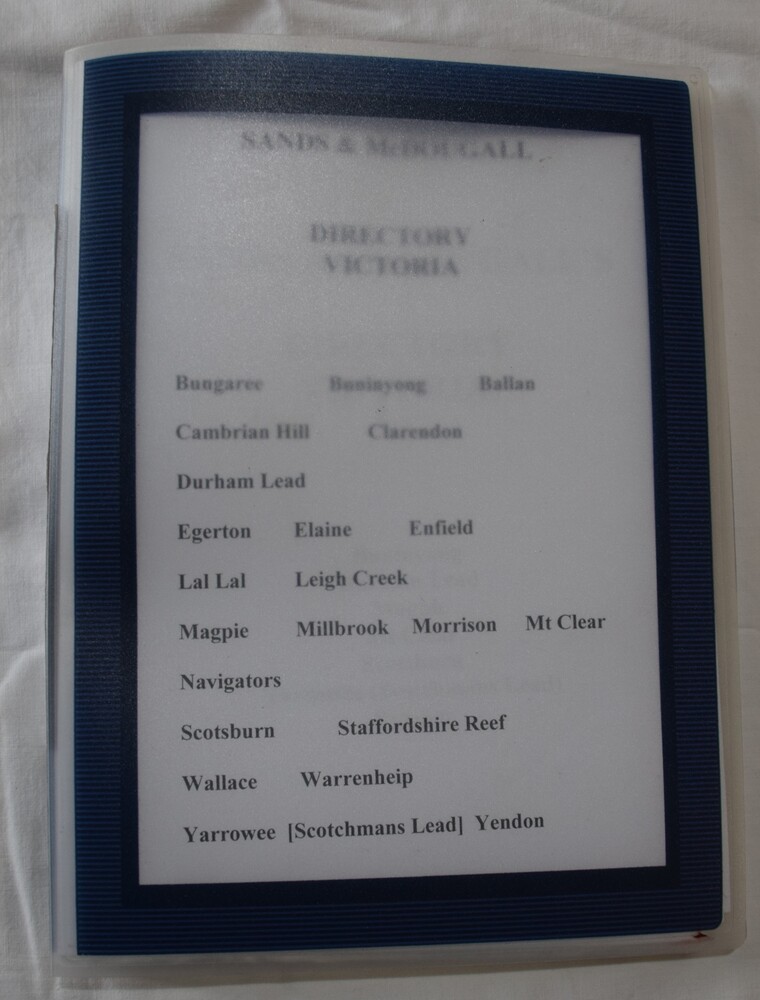 SANDS & McDOUGALL
DIRECTORY
VICTORIA
Bungaree Buninyong Ballan
Cambrian Hill Clarendon
Durham Lead
Egerton Elaine Enfield
Lal Lal Leigh Creek
Magpie Millbrook Morrison Mt Clear
Navigators
Scotsburn Staffordshire Reef
Wallace Warrenheip
Yarrowee [Scotchmans Lead] Yendon